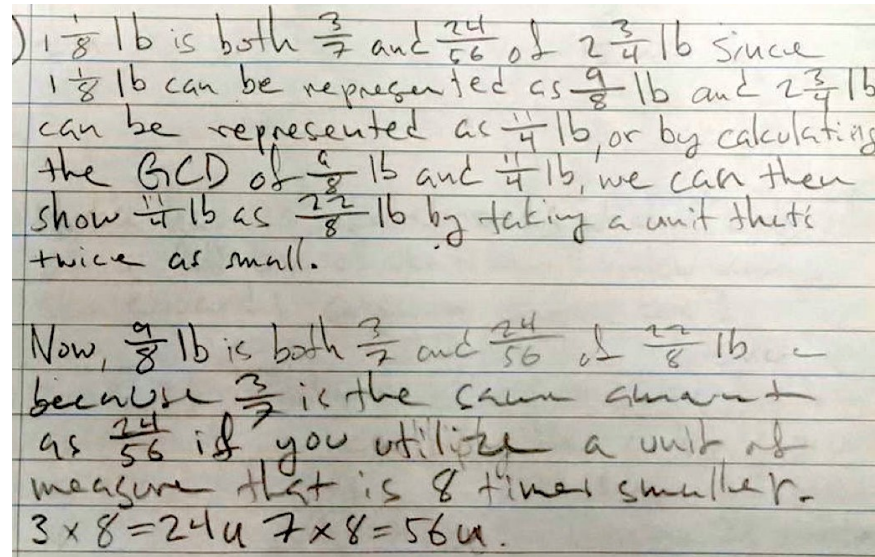 ) 1 1/8 lb is both 3/7 and 24/56 of 2 3/4 lb since
1 1/8 lb can be represented as 9/8 lb and 2 3/4 lb
can be represented as 11/4 lb, or by calculating
the GCD of 9/8 lb and 11/4 lb, we can then
show 11/4 lb as 22/8 lb by taking a unit that's
twice as small.
Now, 9/8 lb is both 3/7 and 24/56 of 22/8 lb
because 3/7 is the same amount
as 24/56 if you utilize a unit of
measure that is 8 times smaller.
3 x 8 = 24u 7 x 8 = 56u.